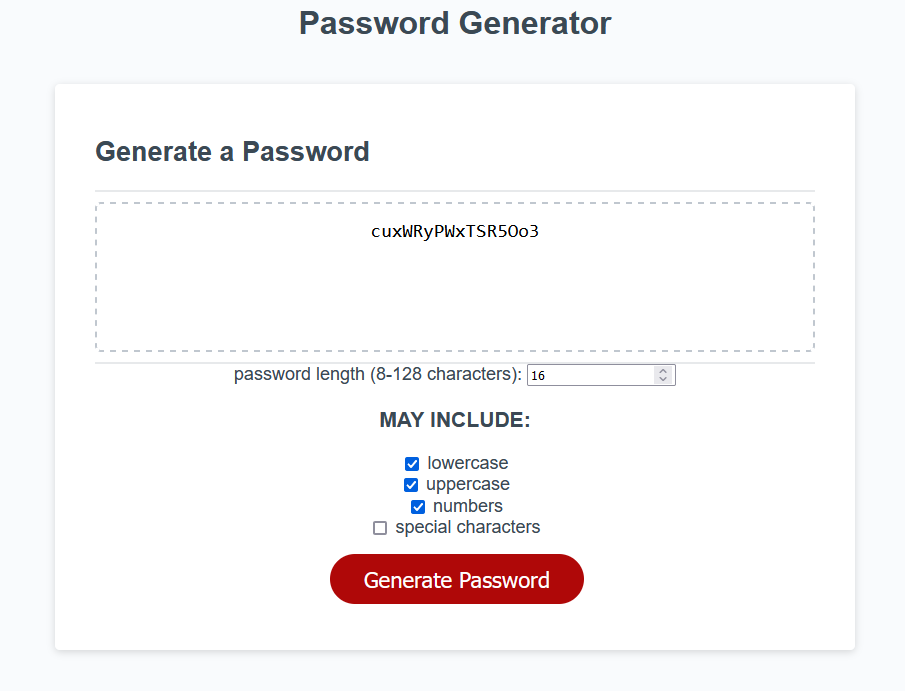 Password Generator
Generate a Password
cuxWRyPWxTSR5Oo3
password length (8-128 characters): 16
MAY INCLUDE:
lowercase
uppercase
numbers
special characters
Generate Password